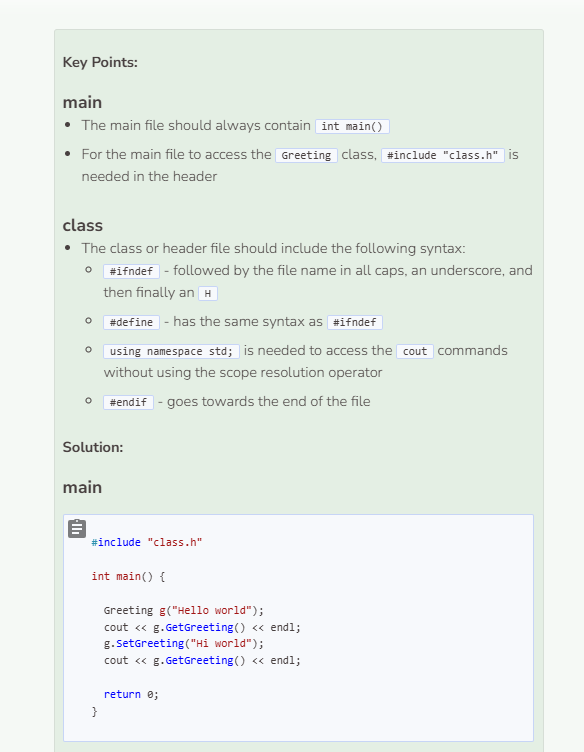 Key Points:
main
The main file should always contain int main()
For the main file to access the Greeting class, #include "class.h" is
needed in the header
class
The class or header file should include the following syntax:
#ifndef - followed by the file name in all caps, an underscore, and
then finally an H
#define - has the same syntax as #ifndef
using namespace std; is needed to access the cout commands
without using the scope resolution operator
#endif - goes towards the end of the file
Solution:
main
#include "class.h"
int main() {
Greeting g("Hello world");
cout << g.GetGreeting() << endl;
g.SetGreeting("Hi world");
cout << g.GetGreeting() << endl;
return 0;
}